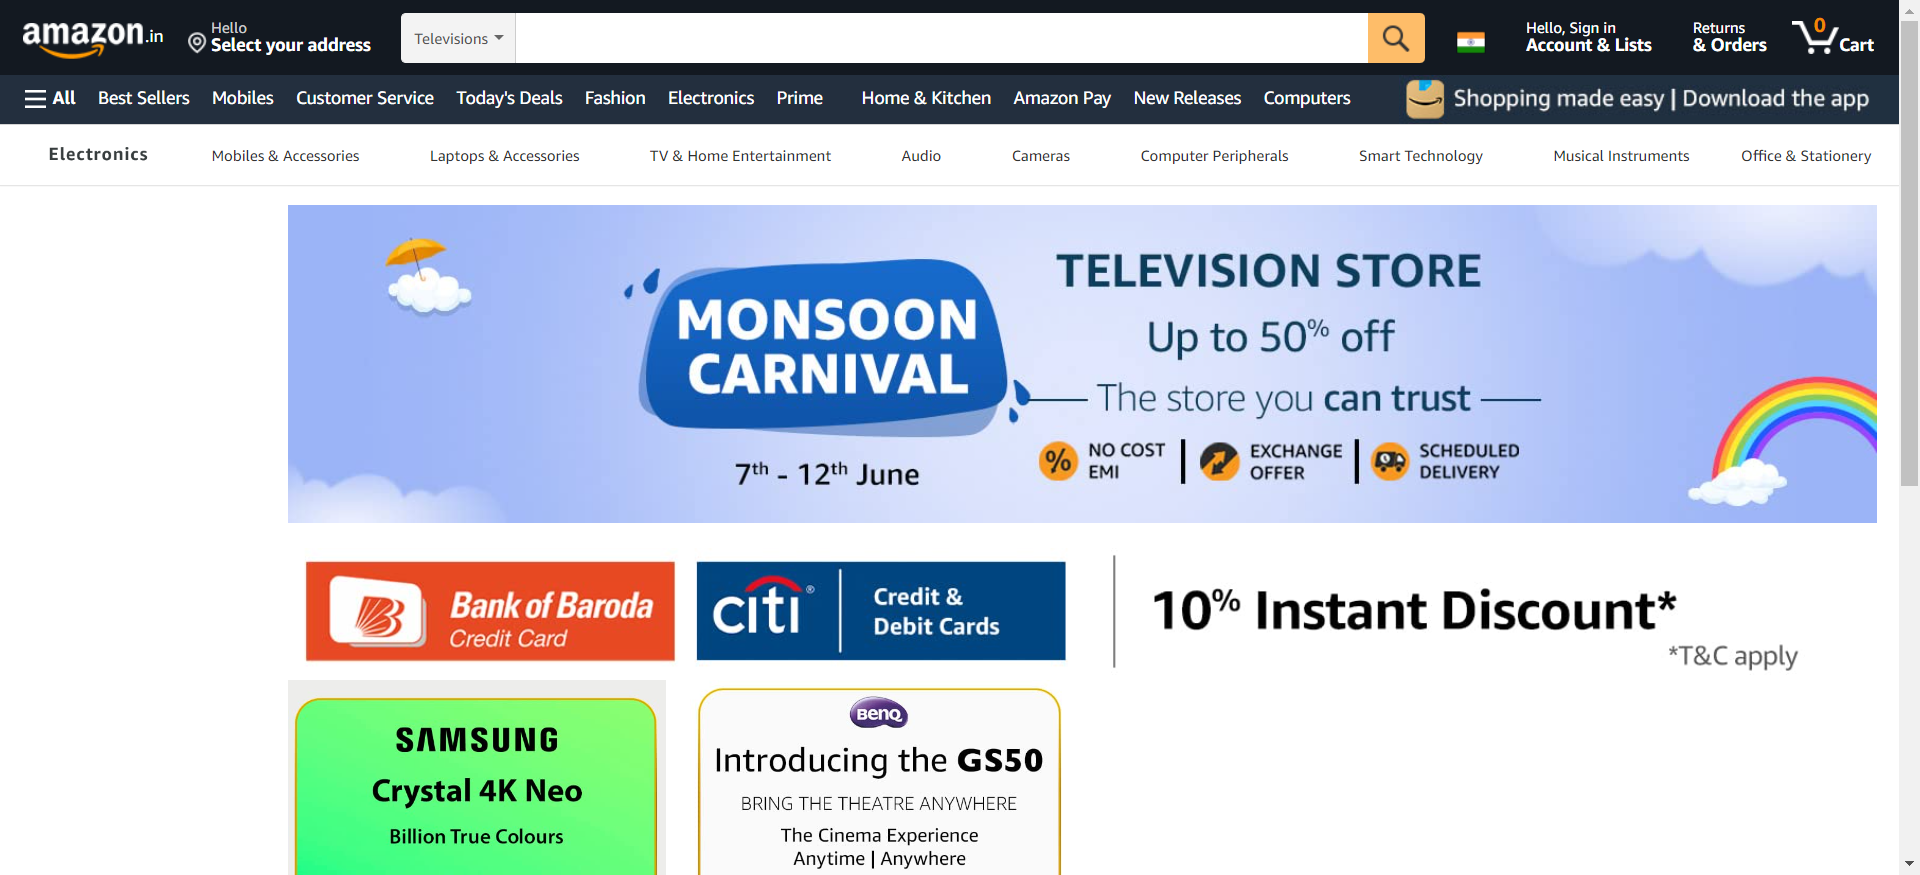 amazon.in
Hello
Select your address
Televisions
Hello, Sign in
Account & Lists
Returns
& Orders
0
Cart
All Best Sellers Mobiles Customer Service Today's Deals Fashion Electronics Prime Home & Kitchen Amazon Pay New Releases Computers Shopping made easy | Download the app
Electronics Mobiles & Accessories Laptops & Accessories TV & Home Entertainment Audio Cameras Computer Peripherals Smart Technology Musical Instruments Office & Stationery
MONSOON
CARNIVAL
7th - 12th June
TELEVISION STORE
Up to 50% off
The store you can trust
% NO COST
EMI
EXCHANGE
OFFER
SCHEDULED
DELIVERY
Bank of Baroda
Credit Card
citi®
Credit &
Debit Cards
10% Instant Discount*
*T&C apply
SAMSUNG
Crystal 4K Neo
Billion True Colours
BenQ
Introducing the GS50
BRING THE THEATRE ANYWHERE
The Cinema Experience
Anytime | Anywhere